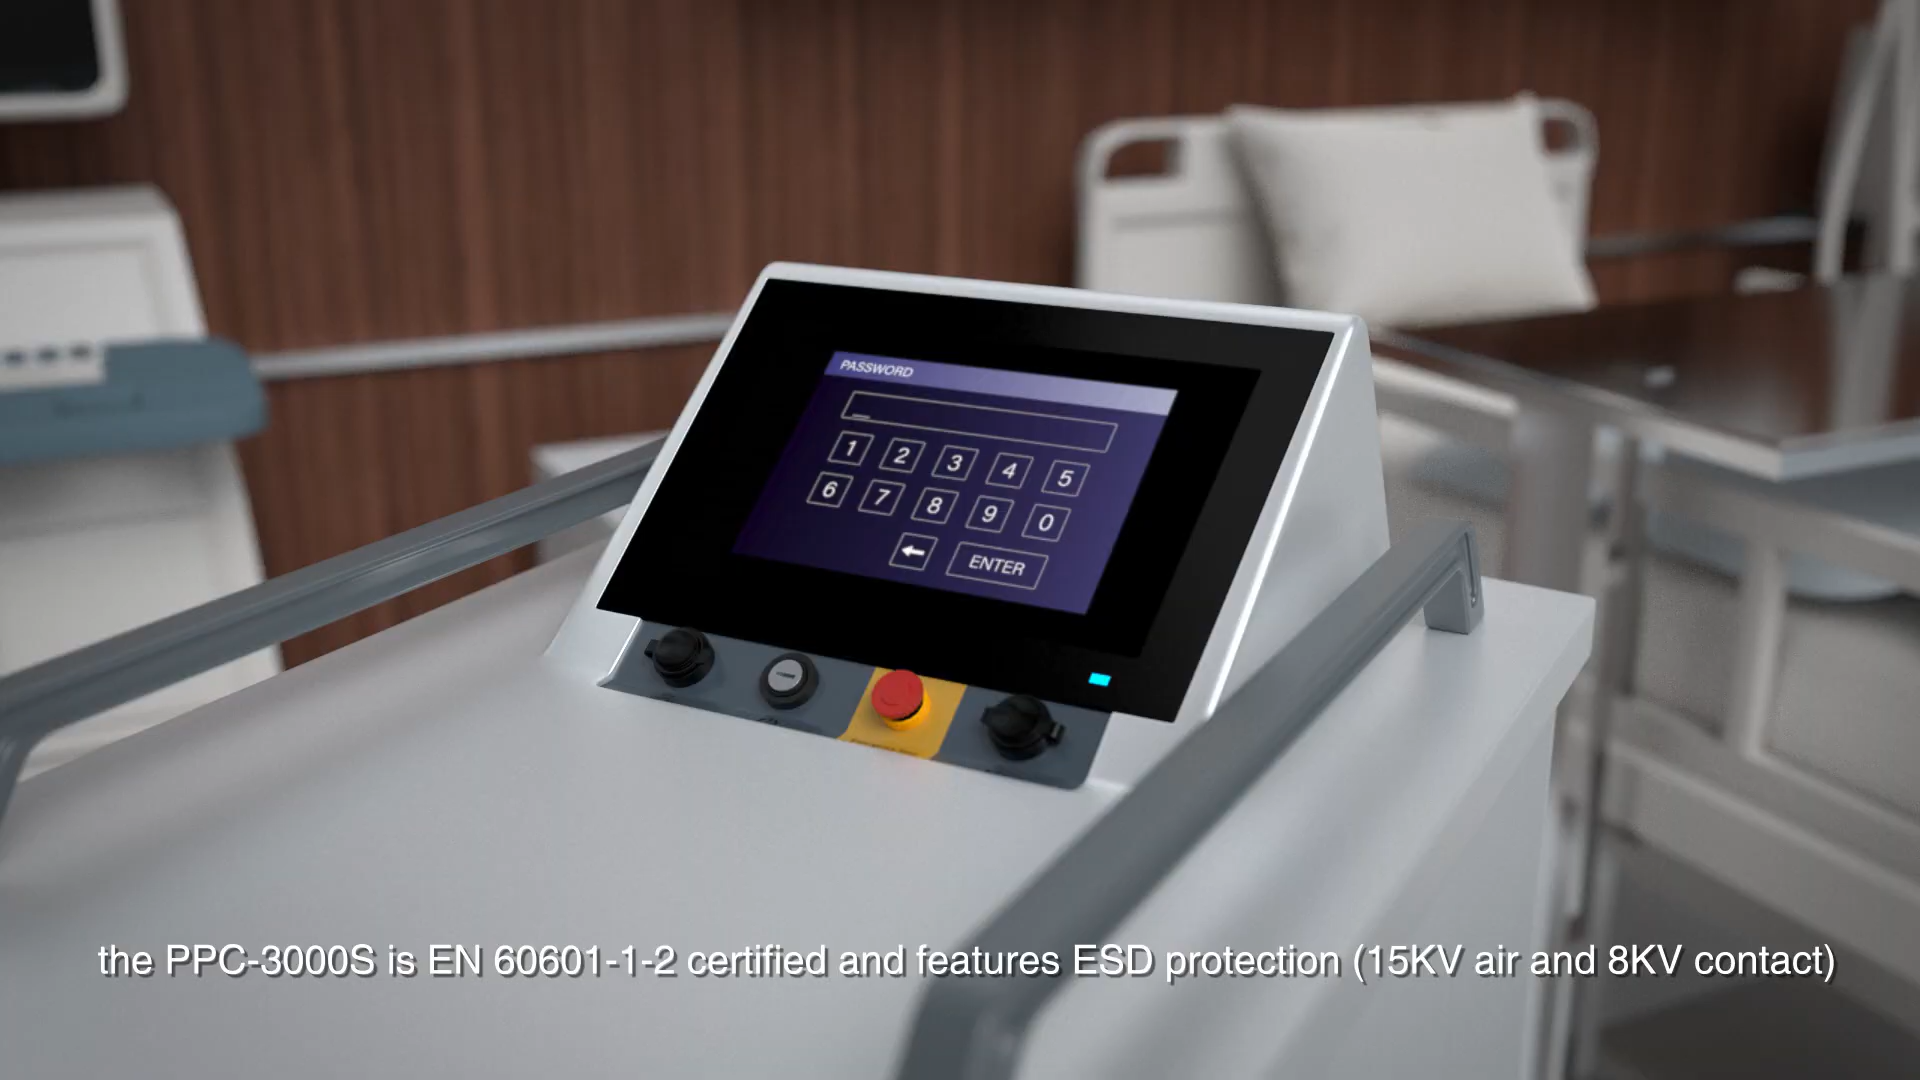 PASSWORD
1 2 3 4 5
6 7 8 9 0
ENTER
the PPC-3000S is EN 60601-1-2 certified and features ESD protection (15KV air and 8KV contact)